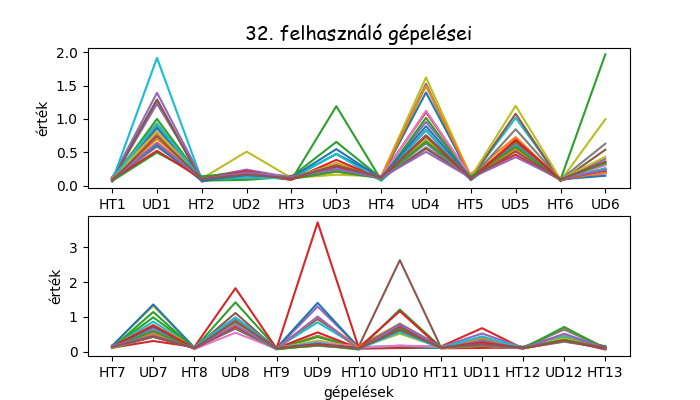 32. felhasználó gépelései
2.0
1.5
1.0
0.5
0.0
érték
HT1 UD1 HT2 UD2 HT3 UD3 HT4 UD4 HT5 UD5 HT6 UD6
3
2
1
0
érték
HT7 UD7 HT8 UD8 HT9 UD9 HT10 UD10 HT11 UD11 HT12 UD12 HT13
gépelések